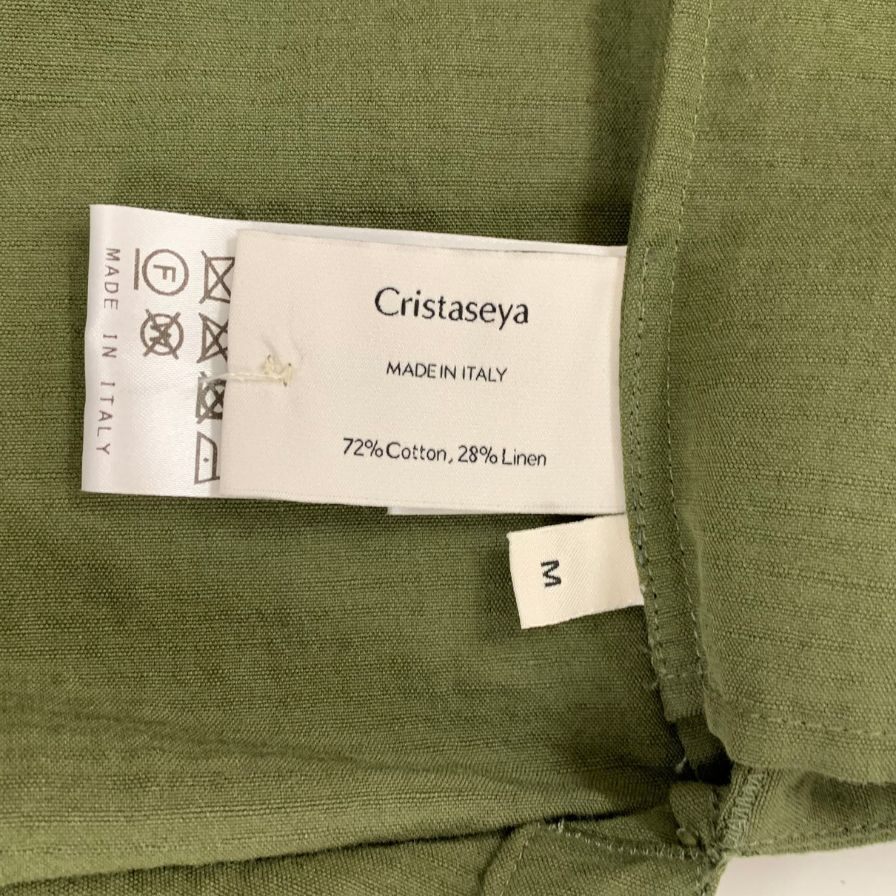 Cristaseya
MADE IN ITALY
72% Cotton, 28% Linen
M
MADE IN ITALY
F
W